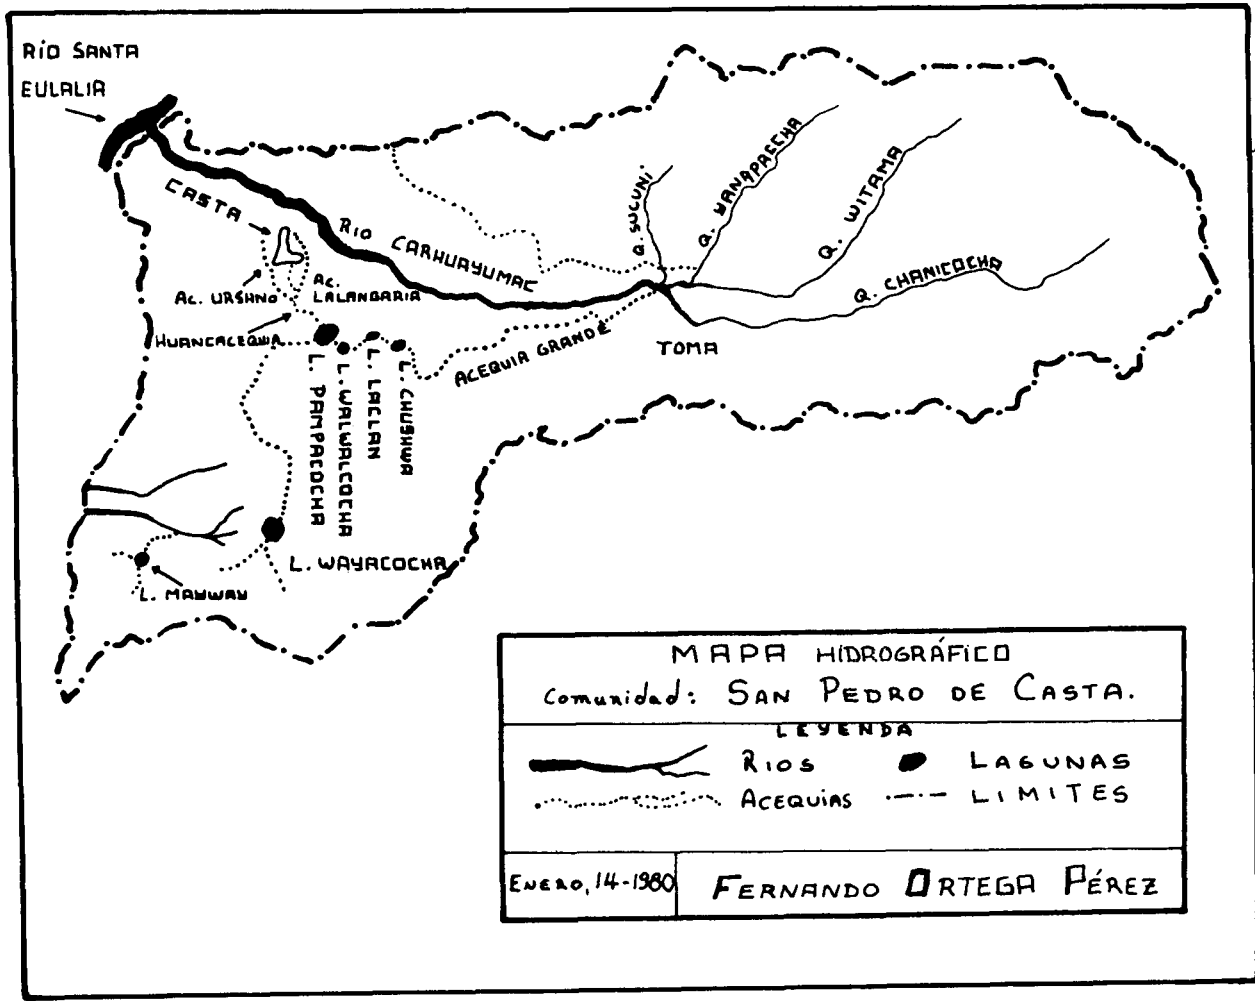 RÍO SANTA
EULALIA
CASTA
RIO CARHUAYUMAC
Q. SUCUNI
Q. YANAPACCHA
Q. WITAMA
Q. CHANICOCHA
AC. URSHNO
AC.
LALANGARIA
HUANCACEQUIA
ACEQUIA GRANDE
TOMA
L. PAMPACOCHA
L. WALWALCOCHA
L. LACLAN
L. CHUSHWA
L. WAYACOCHA
L. MAYWAY
MAPA HIDROGRÁFICO
Comunidad: SAN PEDRO DE CASTA.
LEYENDA
RIOS
LAGUNAS
ACEQUIAS
LIMITES
ENERO, 14-1980
FERNANDO ORTEGA PÉREZ